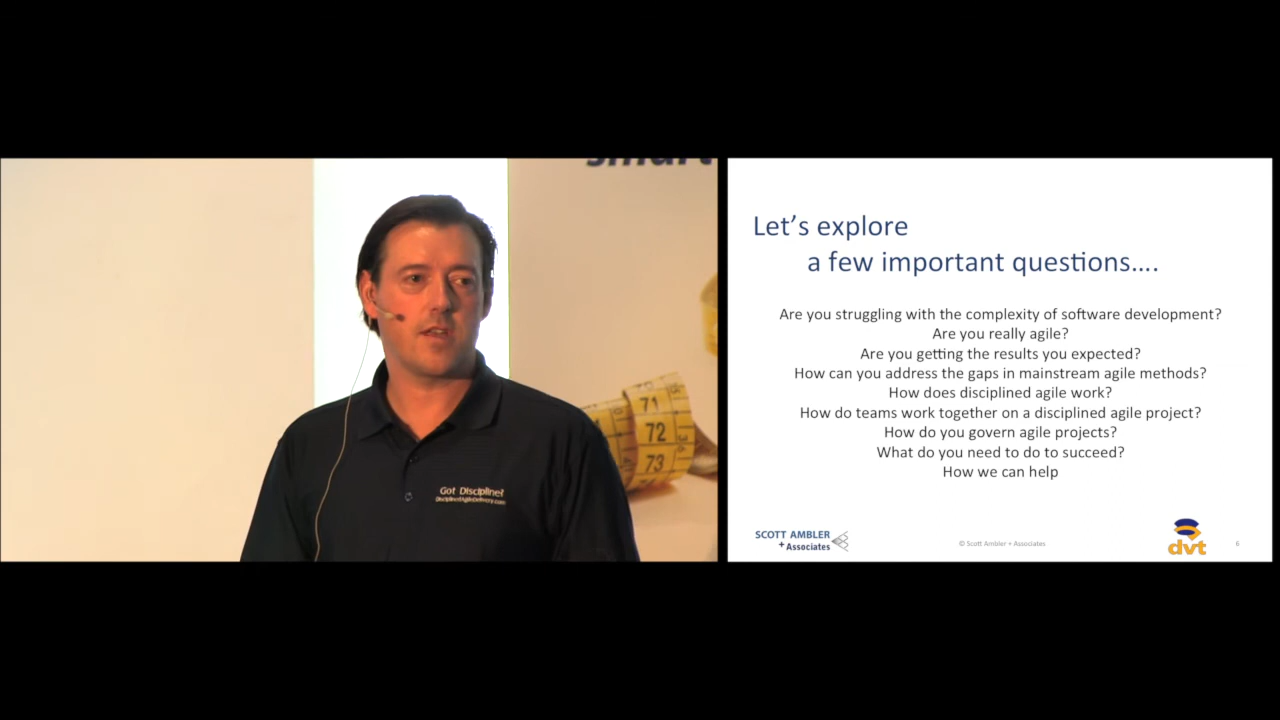 smart
71
72
73
Got Discipline?
DisciplinedAgileDelivery.com
Let's explore
a few important questions….
Are you struggling with the complexity of software development?
Are you really agile?
Are you getting the results you expected?
How can you address the gaps in mainstream agile methods?
How does disciplined agile work?
How do teams work together on a disciplined agile project?
How do you govern agile projects?
What do you need to do to succeed?
How we can help
SCOTT AMBLER
+ Associates
© Scott Ambler + Associates
dvt
6